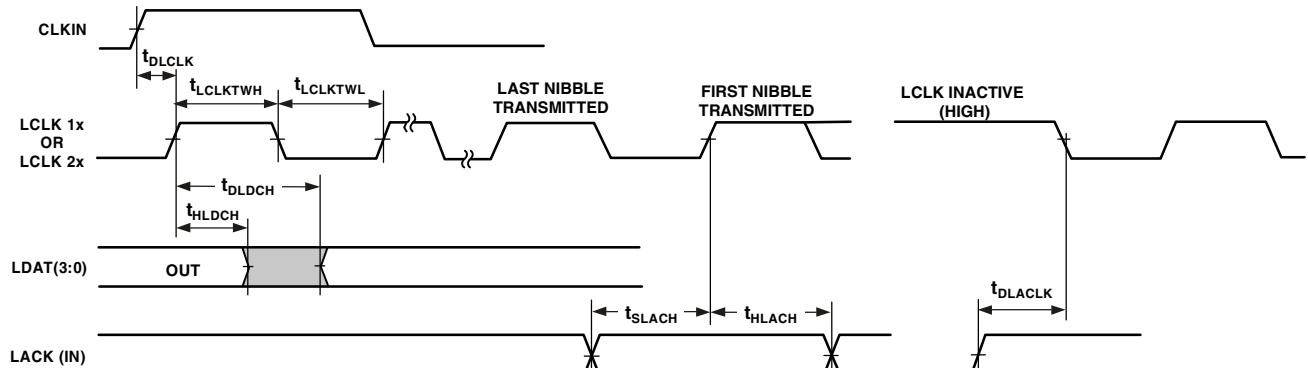 CLKIN
tDLCLK
tLCLKTWH
tLCLKTWL
LAST NIBBLE
TRANSMITTED
FIRST NIBBLE
TRANSMITTED
LCLK INACTIVE
(HIGH)
LCLK 1x
OR
LCLK 2x
tDLDCH
tHLDCH
LDAT(3:0)
OUT
tSLACH
tHLACH
tDLACLK
LACK (IN)